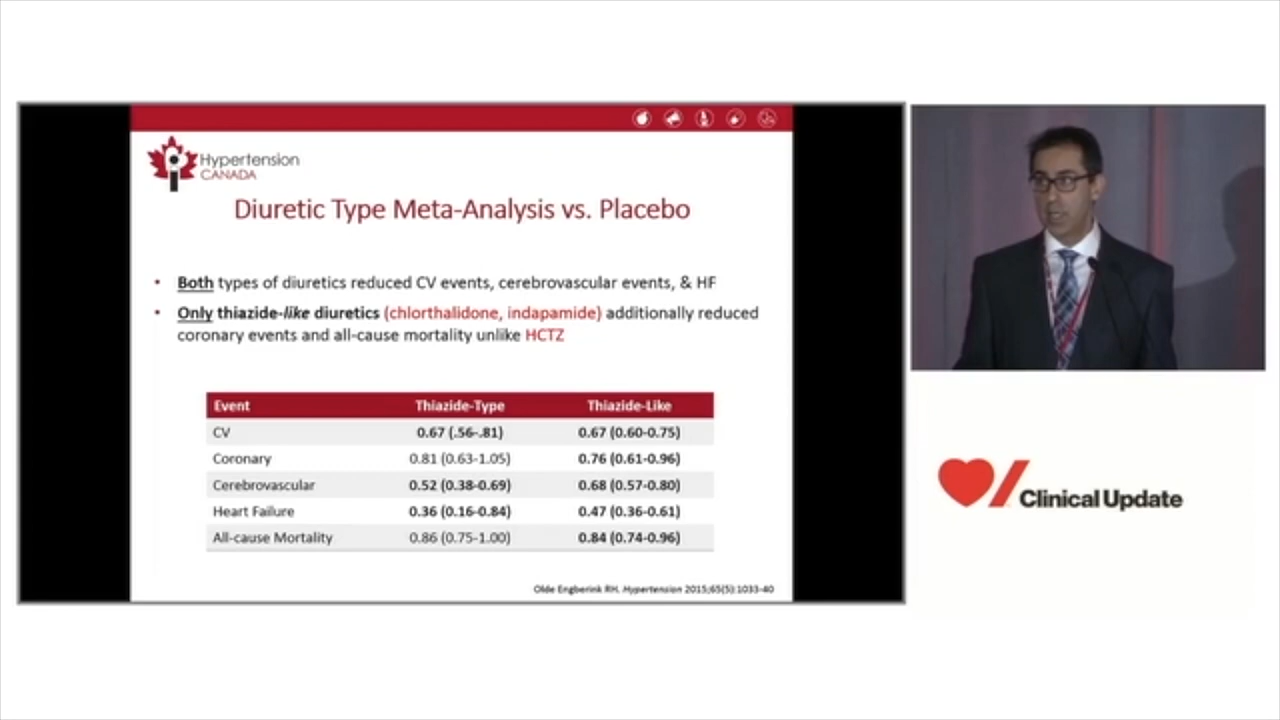 Hypertension
CANADA
Diuretic Type Meta-Analysis vs. Placebo
• Both types of diuretics reduced CV events, cerebrovascular events, & HF
• Only thiazide-like diuretics (chlorthalidone, indapamide) additionally reduced
coronary events and all-cause mortality unlike HCTZ
Event Thiazide-Type Thiazide-Like
CV 0.67 (.56-.81) 0.67 (0.60-0.75)
Coronary 0.81 (0.63-1.05) 0.76 (0.61-0.96)
Cerebrovascular 0.52 (0.38-0.69) 0.68 (0.57-0.80)
Heart Failure 0.36 (0.16-0.84) 0.47 (0.36-0.61)
All-cause Mortality 0.86 (0.75-1.00) 0.84 (0.74-0.96)
Olde Engberink RH. Hypertension 2015;65(5):1033-40
Clinical Update